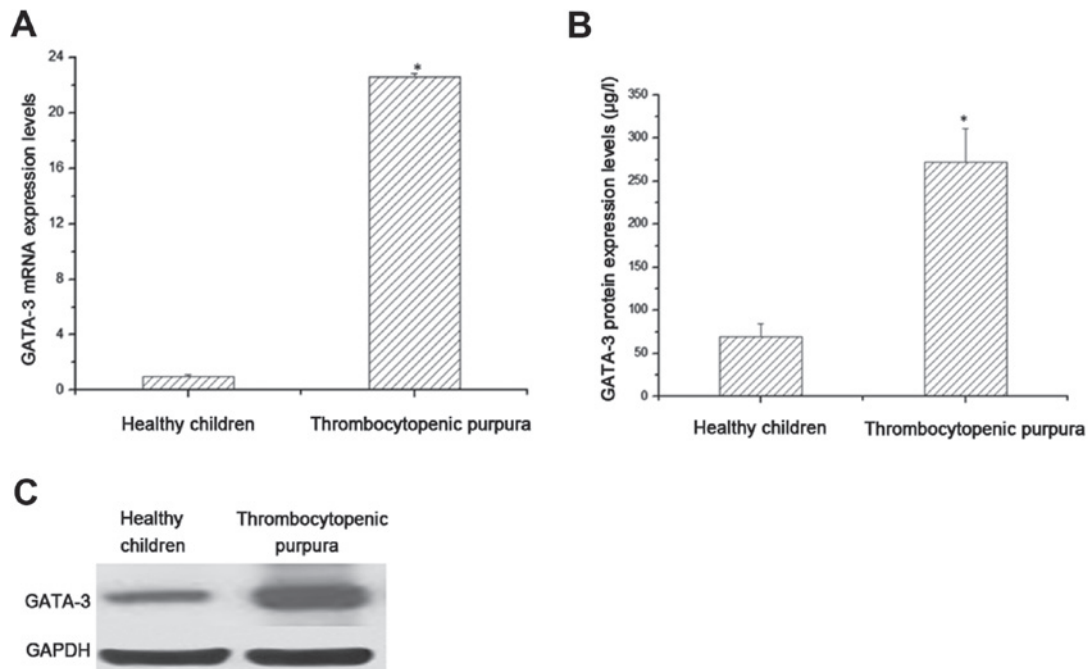 A
GATA-3 mRNA expression levels
24
22
12
8
4
0
*
Healthy children
Thrombocytopenic purpura
B
GATA-3 protein expression levels (µg/l)
350
300
250
200
150
100
50
0
*
Healthy children
Thrombocytopenic purpura
C
Healthy
children
Thrombocytopenic
purpura
GATA-3
GAPDH